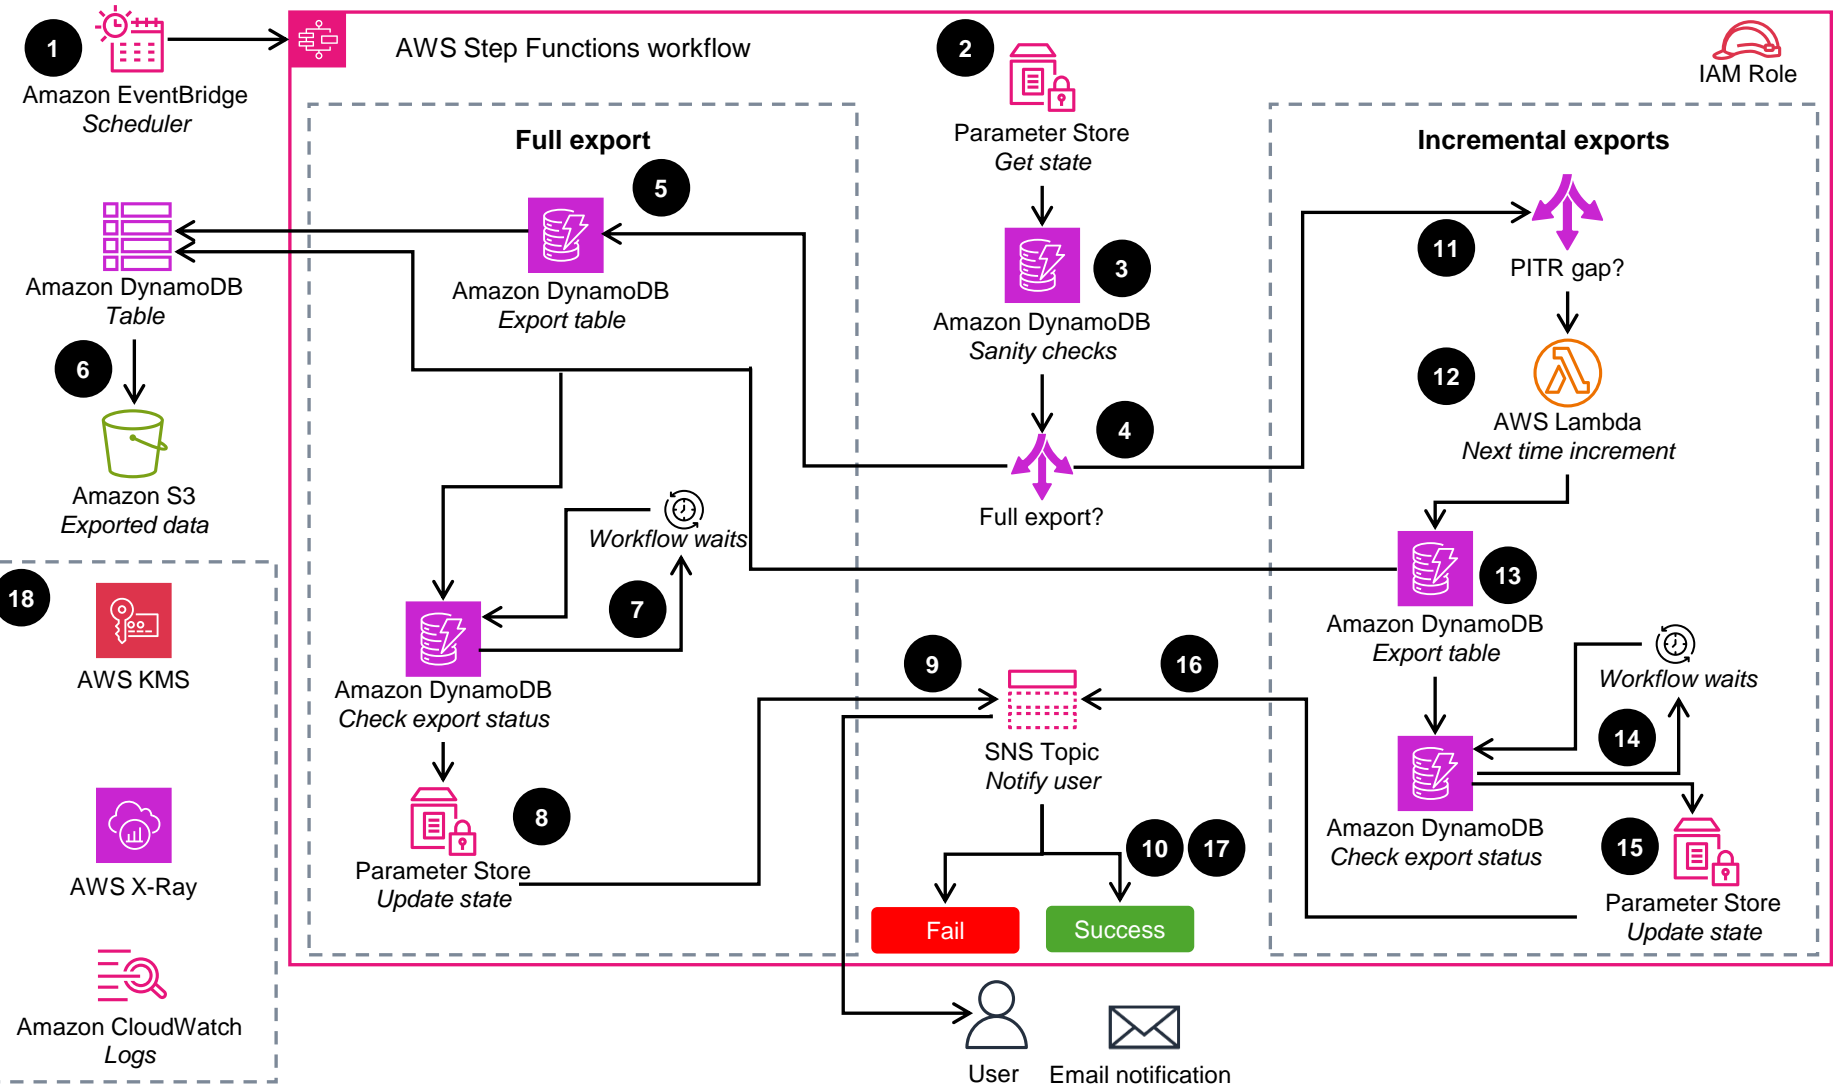 1
Amazon EventBridge
Scheduler
AWS Step Functions workflow
2
Parameter Store
Get state
IAM Role
Full export
5
Amazon DynamoDB
Export table
Amazon DynamoDB
Table
6
Amazon S3
Exported data
3
Amazon DynamoDB
Sanity checks
4
Full export?
Incremental exports
11
PITR gap?
12
AWS Lambda
Next time increment
13
Amazon DynamoDB
Export table
Workflow waits
14
Amazon DynamoDB
Check export status
15
Parameter Store
Update state
Workflow waits
7
Amazon DynamoDB
Check export status
8
Parameter Store
Update state
9
16
SNS Topic
Notify user
10
17
Fail
Success
User
Email notification
18
AWS KMS
AWS X-Ray
Amazon CloudWatch
Logs